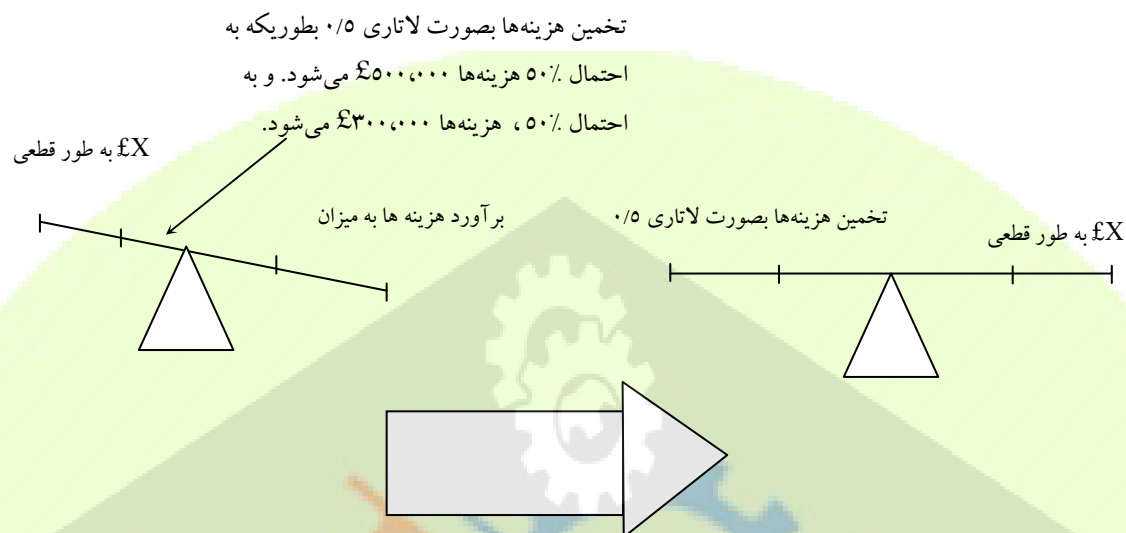 تخمین هزینه‌ها بصورت لاتاری ۰/۵ بطوریکه به
احتمال ۵۰٪ هزینه‌ها ۵۰۰،۰۰۰£ می‌شود. و به
احتمال ۵۰٪ ، هزینه‌ها ۳۰۰،۰۰۰£ می‌شود.
£X به طور قطعی
برآورد هزینه ها به میزان
تخمین هزینه‌ها بصورت لاتاری ۰/۵
£X به طور قطعی